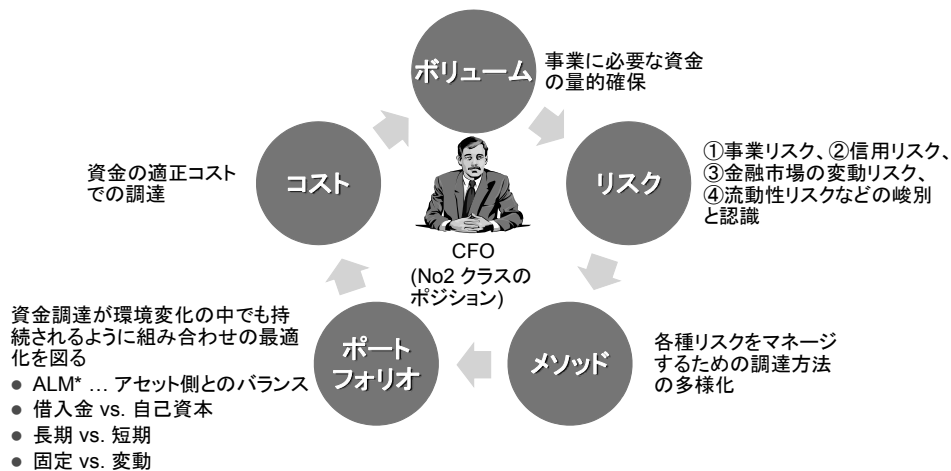 ボリューム
事業に必要な資金
の量的確保
リスク
①事業リスク、②信用リスク、
③金融市場の変動リスク、
④流動性リスクなどの峻別
と認識
メソッド
各種リスクをマネージ
するための調達方法
の多様化
ポート
フォリオ
資金調達が環境変化の中でも持
続されるように組み合わせの最適
化を図る
● ALM* … アセット側とのバランス
● 借入金 vs. 自己資本
● 長期 vs. 短期
● 固定 vs. 変動
コスト
資金の適正コスト
での調達
CFO
(No2 クラスの
ポジション)